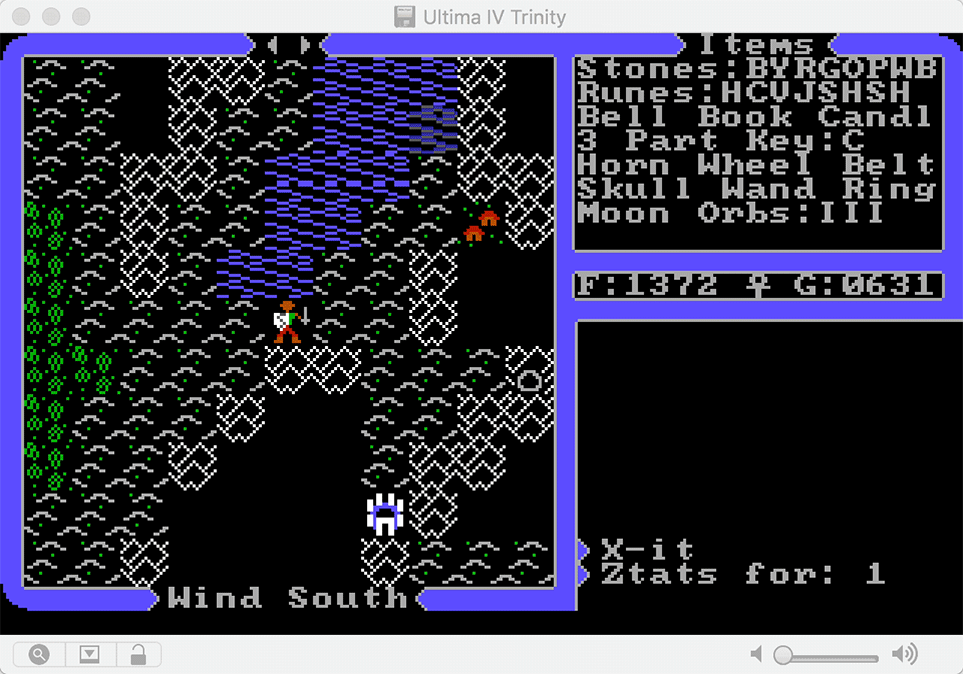 Ultima IV Trinity
Items
Stones:BYRGOPWB
Runes:HCVJSHSH
Bell Book Candl
3 Part Key:C
Horn Wheel Belt
Skull Wand Ring
Moon Orbs:III
F:1372 ♀ G:0631
X-it
Ztats for: 1
Wind South